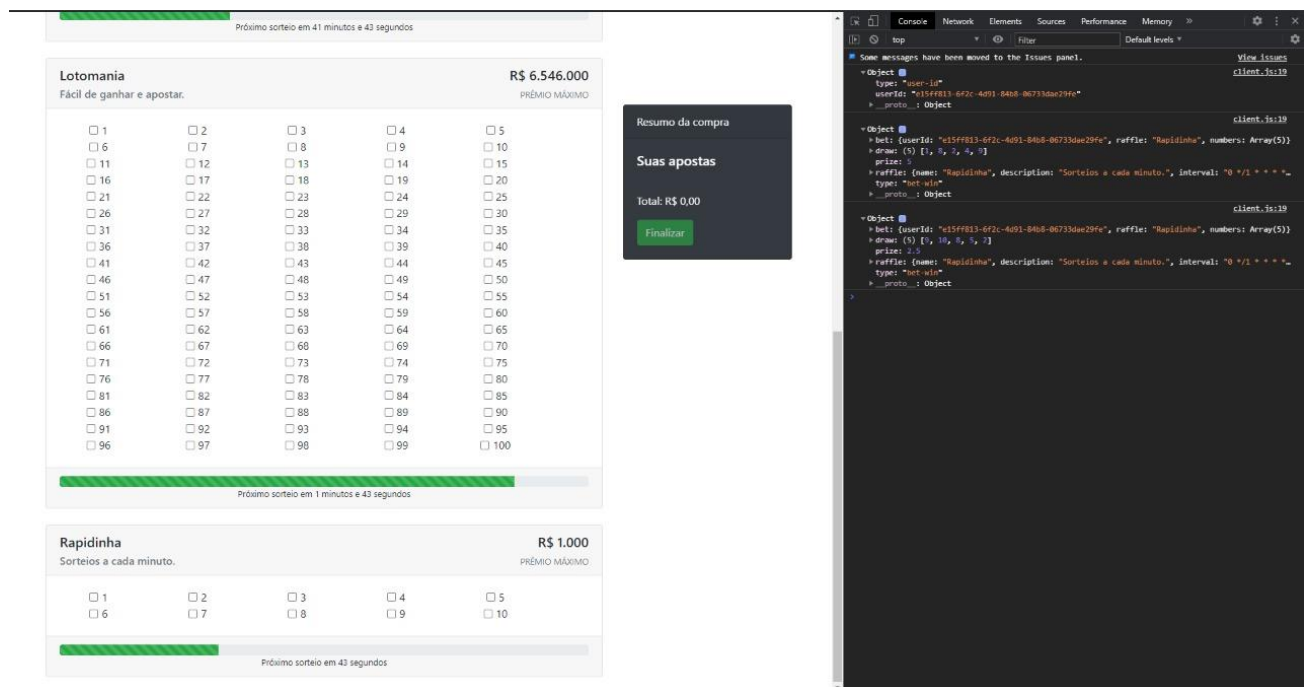 Próximo sorteio em 41 minutos e 43 segundos
Lotomania R$ 6.546.000
Fácil de ganhar e apostar. PRÊMIO MÁXIMO
1 2 3 4 5
6 7 8 9 10
11 12 13 14 15
16 17 18 19 20
21 22 23 24 25
26 27 28 29 30
31 32 33 34 35
36 37 38 39 40
41 42 43 44 45
46 47 48 49 50
51 52 53 54 55
56 57 58 59 60
61 62 63 64 65
66 67 68 69 70
71 72 73 74 75
76 77 78 79 80
81 82 83 84 85
86 87 88 89 90
91 92 93 94 95
96 97 98 99 100
Próximo sorteio em 1 minutos e 43 segundos
Rapidinha R$ 1.000
Sorteios a cada minuto. PRÊMIO MÁXIMO
1 2 3 4 5
6 7 8 9 10
Próximo sorteio em 43 segundos
Resumo da compra
Suas apostas
Total: R$ 0,00
Finalizar
Console Network Elements Sources Performance Memory »
top Filter Default levels
Some messages have been moved to the Issues panel. View issues
Object client.js:19
type: "user-id"
userId: "e15ff813-6f2c-4d91-84b8-06733dae29fe"
__proto__: Object
client.js:19
Object
bet: {userId: "e15ff813-6f2c-4d91-84b8-06733dae29fe", raffle: "Rapidinha", numbers: Array(5)}
draw: (5) [1, 8, 2, 4, 9]
prize: 5
raffle: {name: "Rapidinha", description: "Sorteios a cada minuto.", interval: "0 */1 * * * *…
type: "bet-win"
__proto__: Object
client.js:19
Object
bet: {userId: "e15ff813-6f2c-4d91-84b8-06733dae29fe", raffle: "Rapidinha", numbers: Array(5)}
draw: (5) [9, 10, 8, 5, 2]
prize: 2.5
raffle: {name: "Rapidinha", description: "Sorteios a cada minuto.", interval: "0 */1 * * * *…
type: "bet-win"
__proto__: Object